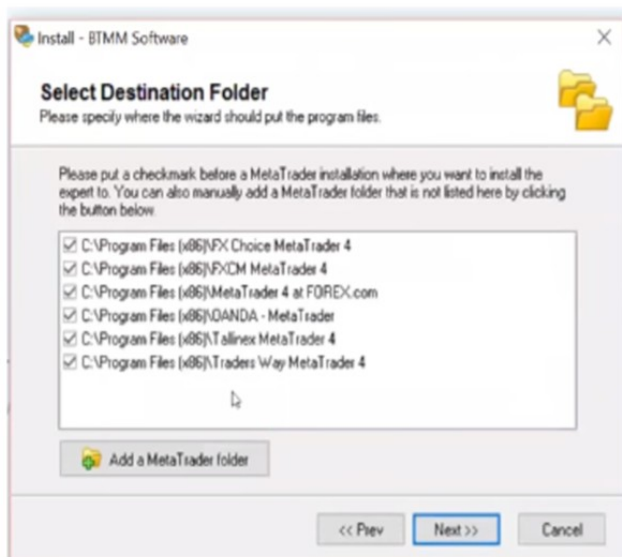 Install - BTMM Software
Select Destination Folder
Please specify where the wizard should put the program files.
Please put a checkmark before a MetaTrader installation where you want to install the
expert to. You can also manually add a MetaTrader folder that is not listed here by clicking
the button below.
C:\Program Files (x86)\FX Choice MetaTrader 4
C:\Program Files (x86)\FXCM MetaTrader 4
C:\Program Files (x86)\MetaTrader 4 at FOREX.com
C:\Program Files (x86)\OANDA - MetaTrader
C:\Program Files (x86)\Tallinex MetaTrader 4
C:\Program Files (x86)\Traders Way MetaTrader 4
Add a MetaTrader folder
<< Prev
Next >>
Cancel